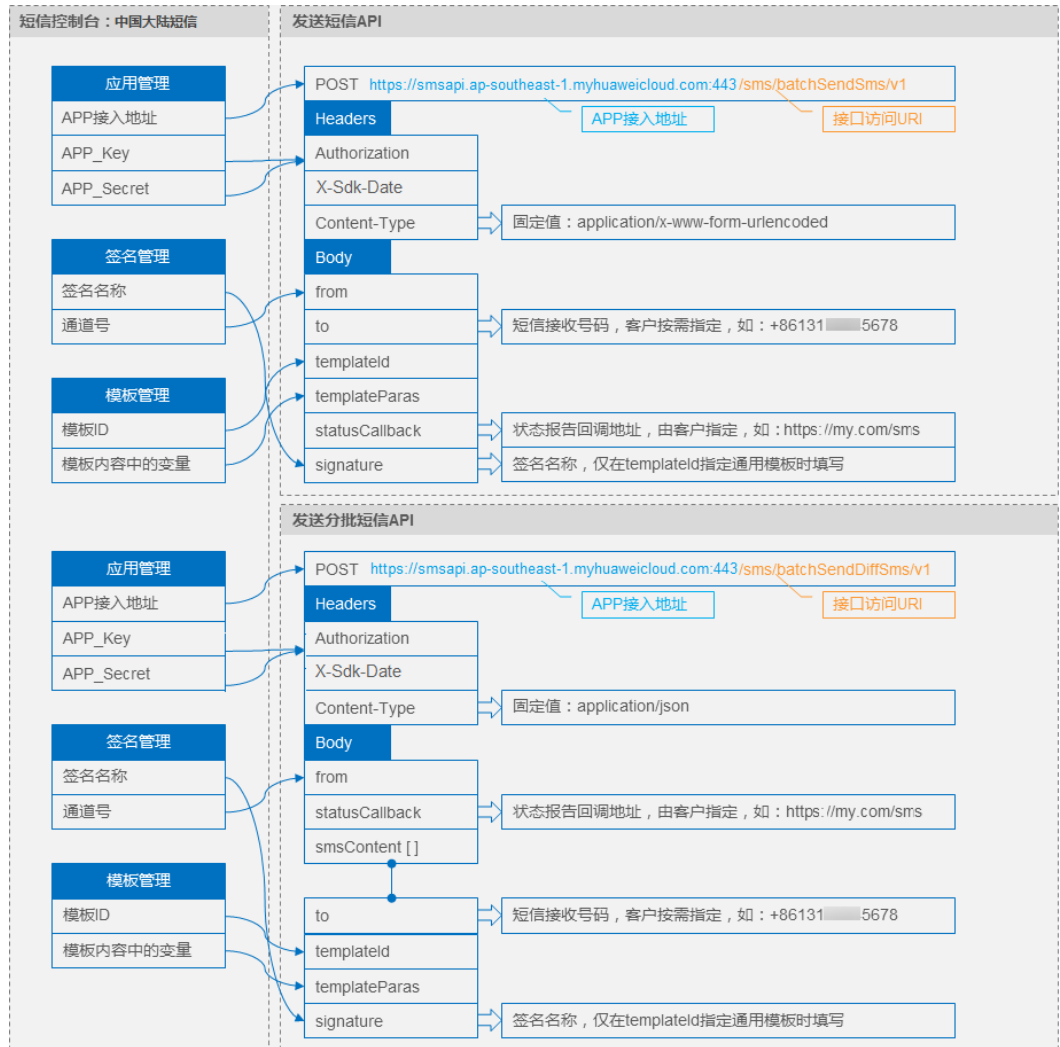 短信控制台：中国大陆短信
应用管理
APP接入地址
APP_Key
APP_Secret
签名管理
签名名称
通道号
模板管理
模板ID
模板内容中的变量
应用管理
APP接入地址
APP_Key
APP_Secret
签名管理
签名名称
通道号
模板管理
模板ID
模板内容中的变量
发送短信API
POST https://smsapi.ap-southeast-1.myhuaweicloud.com:443/sms/batchSendSms/v1
APP接入地址 接口访问URI
Headers
Authorization
X-Sdk-Date
Content-Type 固定值：application/x-www-form-urlencoded
Body
from
to 短信接收号码，客户按需指定，如：+86131 5678
templateId
templateParas
statusCallback 状态报告回调地址，由客户指定，如：https://my.com/sms
signature 签名名称，仅在templateId指定通用模板时填写
发送分批短信API
POST https://smsapi.ap-southeast-1.myhuaweicloud.com:443/sms/batchSendDiffSms/v1
APP接入地址 接口访问URI
Headers
Authorization
X-Sdk-Date
Content-Type 固定值：application/json
Body
from
statusCallback 状态报告回调地址，由客户指定，如：https://my.com/sms
smsContent [ ]
to 短信接收号码，客户按需指定，如：+86131 5678
templateId
templateParas
signature 签名名称，仅在templateId指定通用模板时填写